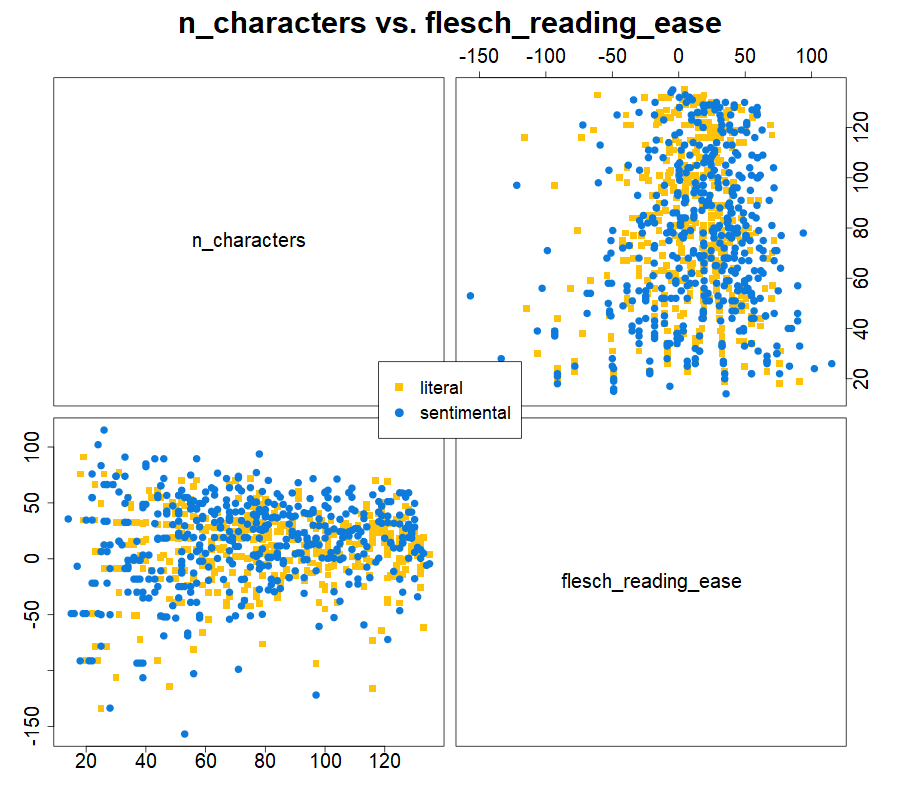 n_characters vs. flesch_reading_ease
-150 -100 -50 0 50 100
n_characters
20 40 60 80 100 120
literal
sentimental
-150 -50 0 50 100
flesch_reading_ease
20 40 60 80 100 120